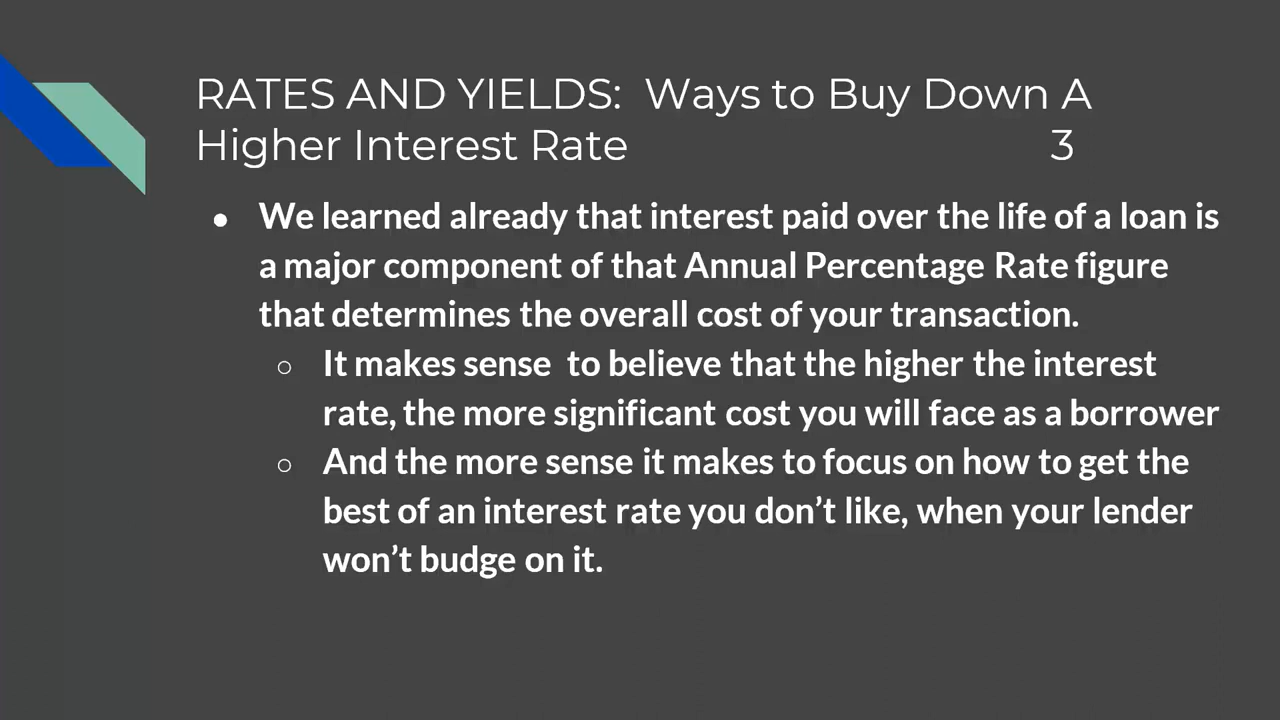 RATES AND YIELDS:  Ways to Buy Down A
Higher Interest Rate 3
● We learned already that interest paid over the life of a loan is
a major component of that Annual Percentage Rate figure
that determines the overall cost of your transaction.
○ It makes sense  to believe that the higher the interest
rate, the more significant cost you will face as a borrower
○ And the more sense it makes to focus on how to get the
best of an interest rate you don’t like, when your lender
won’t budge on it.